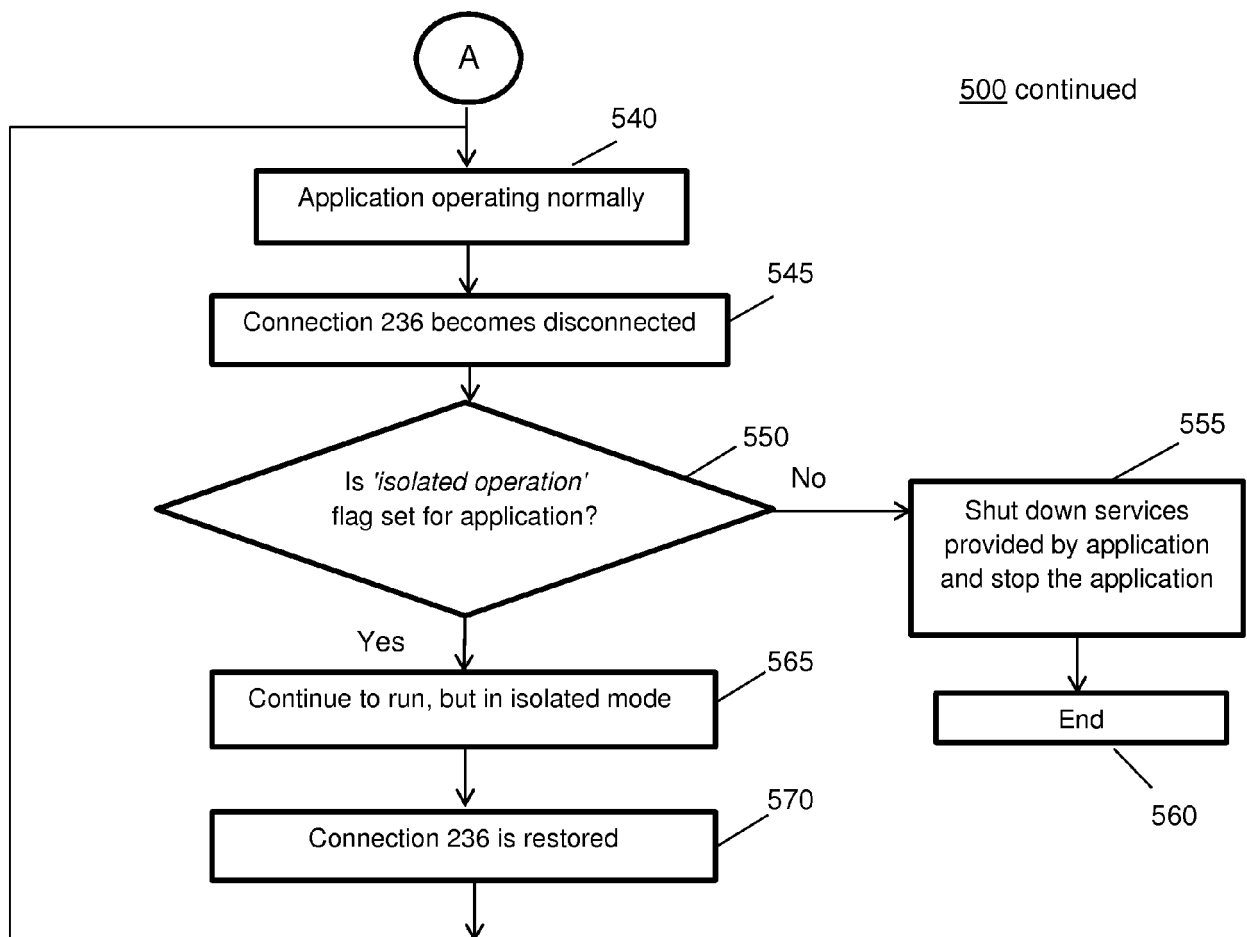 A
500 continued
540
Application operating normally
545
Connection 236 becomes disconnected
550
Is 'isolated operation'
flag set for application?
No
555
Shut down services
provided by application
and stop the application
Yes
565
Continue to run, but in isolated mode
End
560
570
Connection 236 is restored